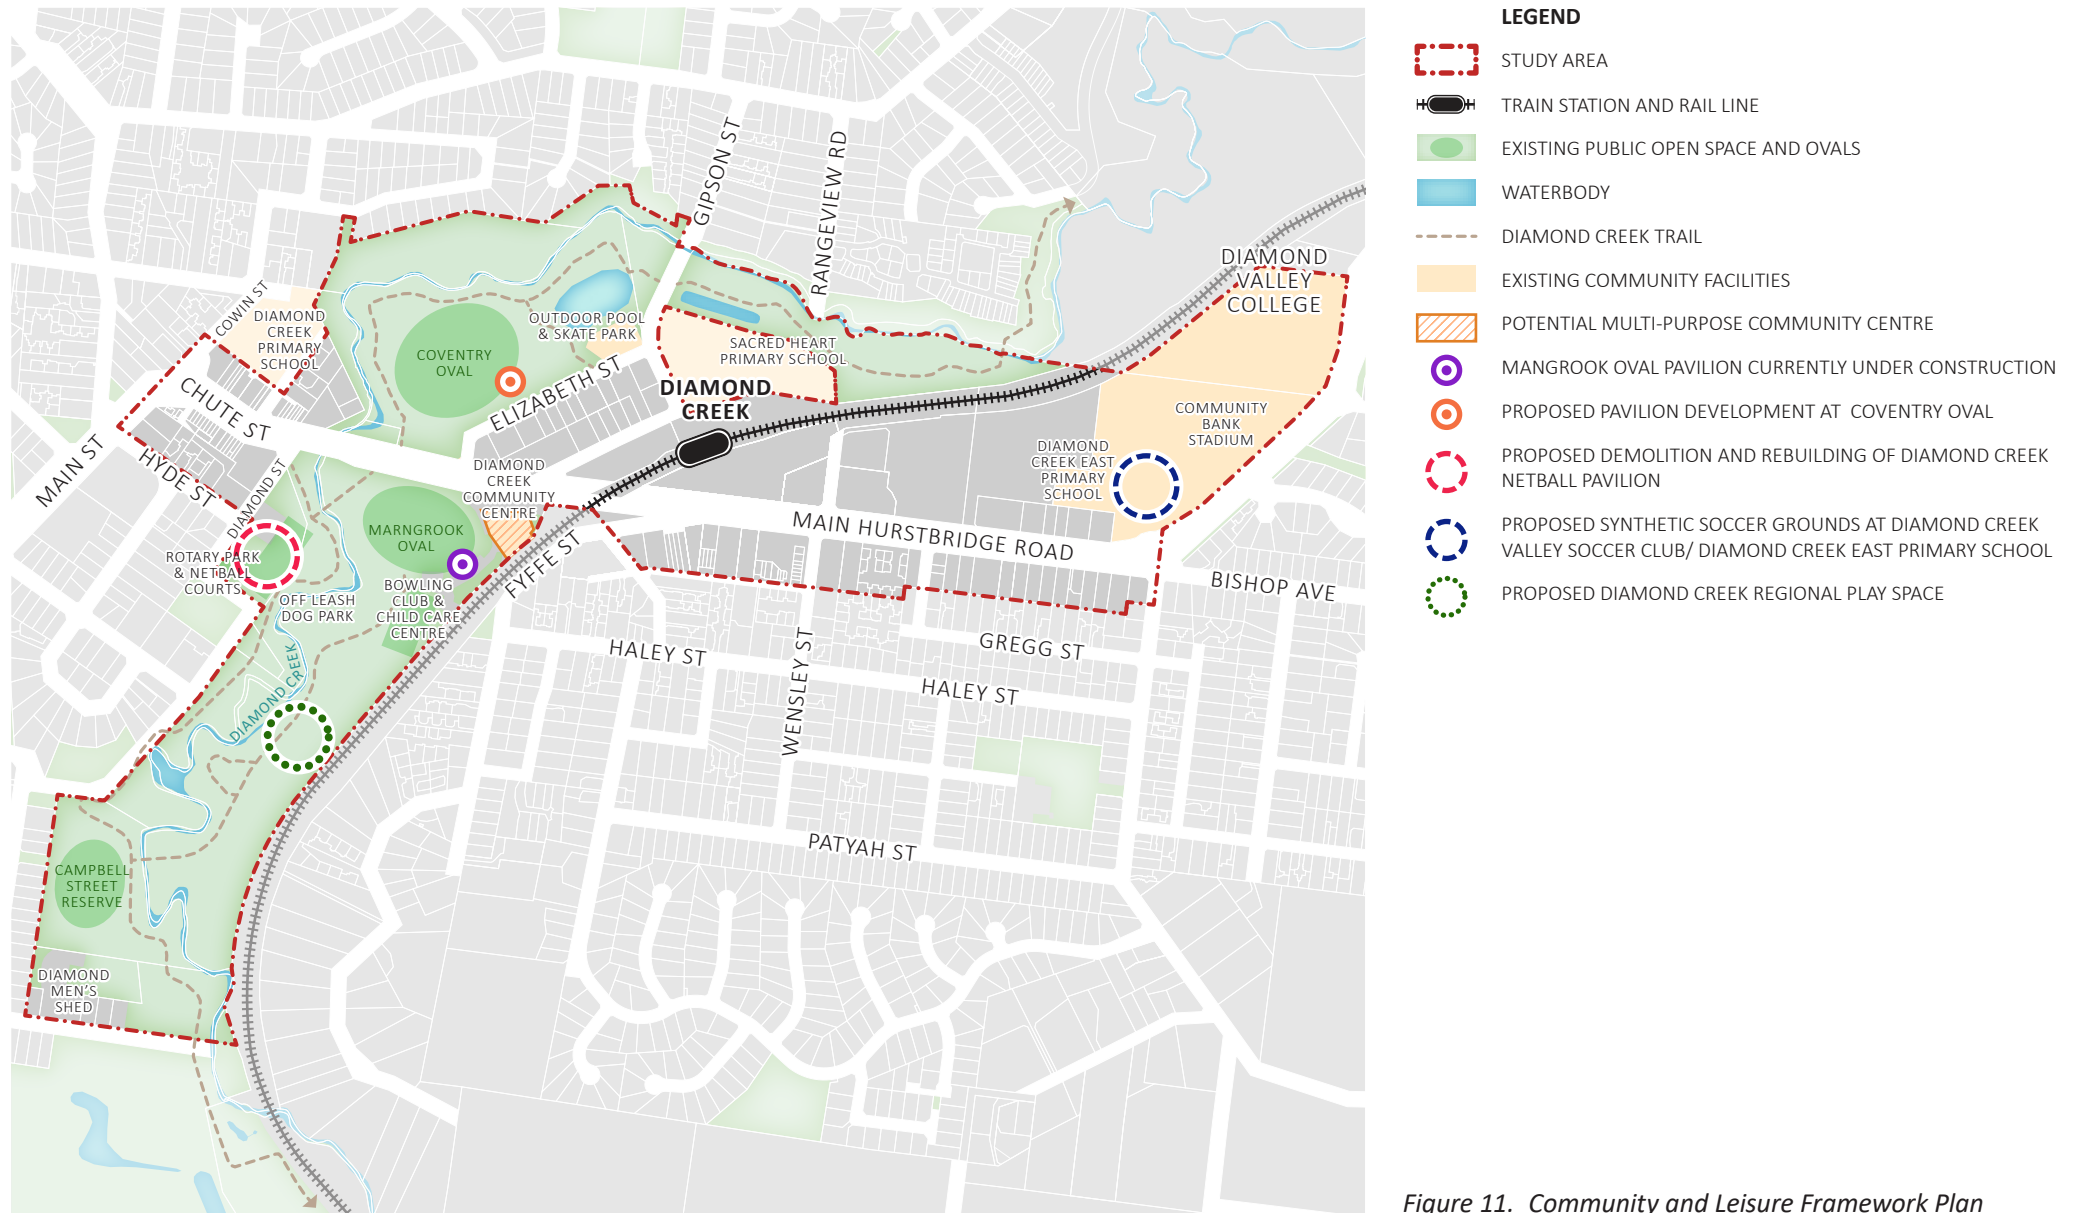 GIPSON ST
RANGEVIEW RD
DIAMOND
VALLEY
COLLEGE
COWIN ST
DIAMOND
CREEK
PRIMARY
SCHOOL
OUTDOOR POOL
& SKATE PARK
SACRED HEART
PRIMARY SCHOOL
COVENTRY
OVAL
ELIZABETH ST
DIAMOND
CREEK
CHUTE ST
COMMUNITY
BANK
STADIUM
MAIN ST
HYDE ST
DIAMOND ST
DIAMOND
CREEK
COMMUNITY
CENTRE
DIAMOND
CREEK EAST
PRIMARY
SCHOOL
MARNGROOK
OVAL
MAIN HURSTBRIDGE ROAD
ROTARY PARK
& NETBALL
COURTS
FYFFE ST
BISHOP AVE
OFF LEASH
DOG PARK
BOWLING
CLUB &
CHILD CARE
CENTRE
HALEY ST
WENSLEY ST
GREGG ST
HALEY ST
DIAMOND CREEK
PATYAH ST
CAMPBELL
STREET
RESERVE
DIAMOND
MEN'S
SHED
LEGEND
STUDY AREA
TRAIN STATION AND RAIL LINE
EXISTING PUBLIC OPEN SPACE AND OVALS
WATERBODY
DIAMOND CREEK TRAIL
EXISTING COMMUNITY FACILITIES
POTENTIAL MULTI-PURPOSE COMMUNITY CENTRE
MANGROOK OVAL PAVILION CURRENTLY UNDER CONSTRUCTION
PROPOSED PAVILION DEVELOPMENT AT COVENTRY OVAL
PROPOSED DEMOLITION AND REBUILDING OF DIAMOND CREEK
NETBALL PAVILION
PROPOSED SYNTHETIC SOCCER GROUNDS AT DIAMOND CREEK
VALLEY SOCCER CLUB/ DIAMOND CREEK EAST PRIMARY SCHOOL
PROPOSED DIAMOND CREEK REGIONAL PLAY SPACE
Figure 11. Community and Leisure Framework Plan